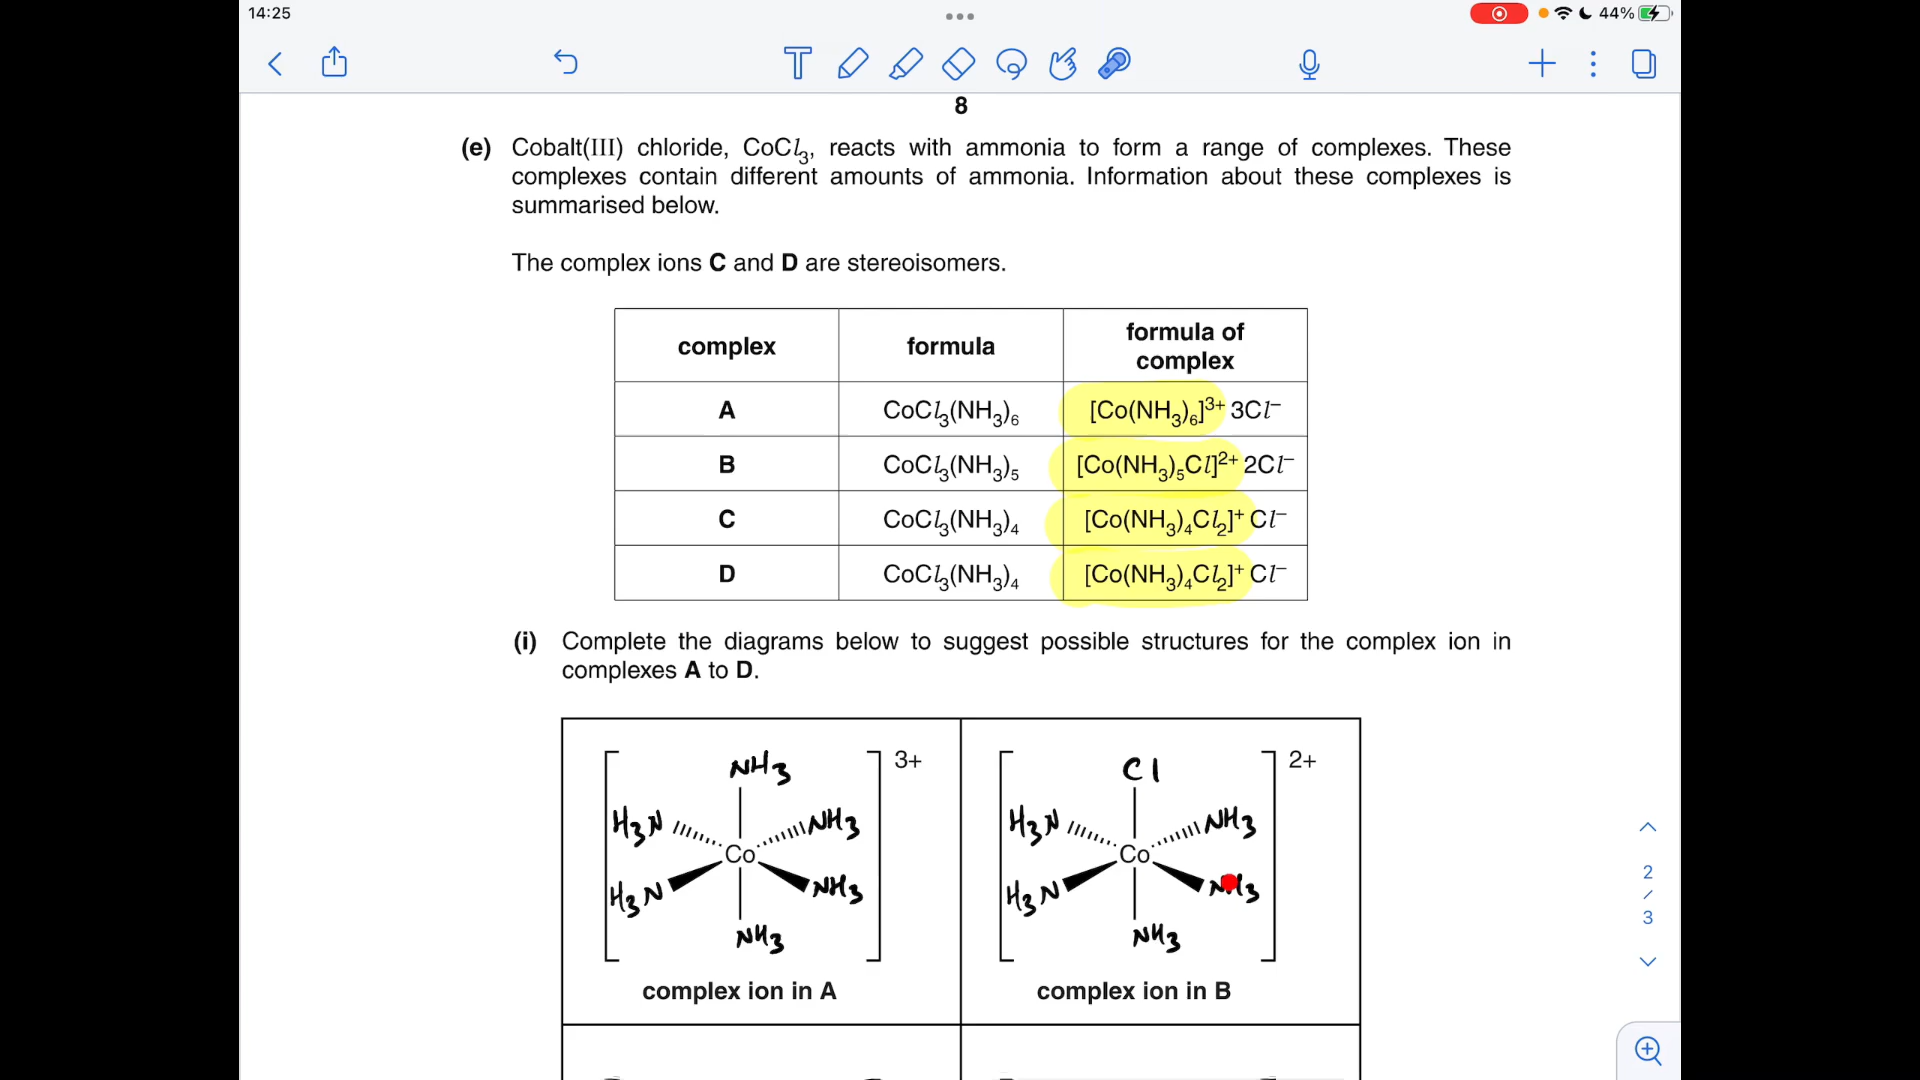 14:25
44%
8
(e) Cobalt(III) chloride, CoCl₃, reacts with ammonia to form a range of complexes. These
complexes contain different amounts of ammonia. Information about these complexes is
summarised below.
The complex ions C and D are stereoisomers.
complex formula formula of complex
A CoCl₃(NH₃)₆ [Co(NH₃)₆]³⁺ 3Cl⁻
B CoCl₃(NH₃)₅ [Co(NH₃)₅Cl]²⁺ 2Cl⁻
C CoCl₃(NH₃)₄ [Co(NH₃)₄Cl₂]⁺ Cl⁻
D CoCl₃(NH₃)₄ [Co(NH₃)₄Cl₂]⁺ Cl⁻
(i) Complete the diagrams below to suggest possible structures for the complex ion in
complexes A to D.
NH3 3+
H3N NH3
Co
H3N NH3
NH3
complex ion in A
Cl 2+
H3N NH3
Co
H3N NH3
NH3
complex ion in B
2
/
3